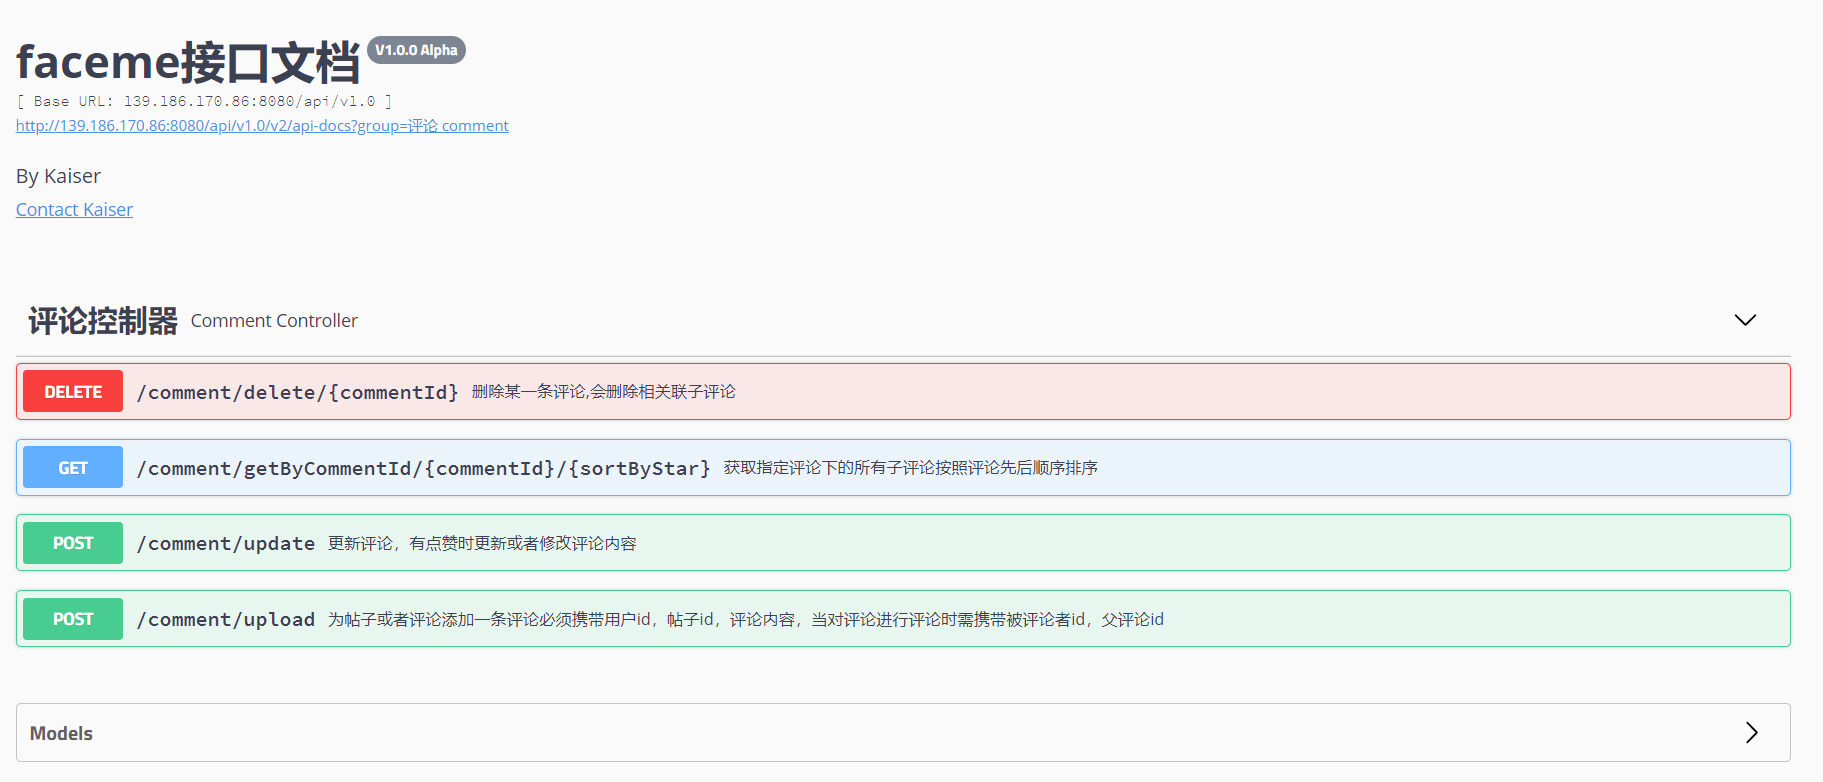 faceme接口文档 V1.0.0 Alpha
[ Base URL: 139.186.170.86:8080/api/v1.0 ]
http://139.186.170.86:8080/api/v1.0/v2/api-docs?group=评论 comment
By Kaiser
Contact Kaiser
评论控制器 Comment Controller
DELETE /comment/delete/{commentId} 删除某一条评论,会删除相关联子评论
GET /comment/getByCommentId/{commentId}/{sortByStar} 获取指定评论下的所有子评论按照评论先后顺序排序
POST /comment/update 更新评论，有点赞时更新或者修改评论内容
POST /comment/upload 为帖子或者评论添加一条评论必须携带用户id，帖子id，评论内容，当对评论进行评论时需携带被评论者id，父评论id
Models